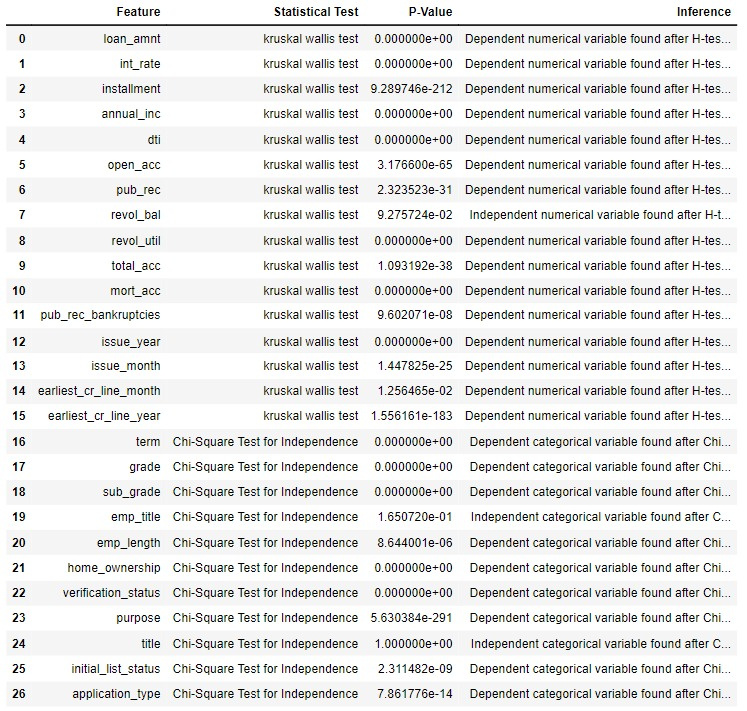 Feature Statistical Test P-Value Inference
0 loan_amnt kruskal wallis test 0.000000e+00 Dependent numerical variable found after H-tes...
1 int_rate kruskal wallis test 0.000000e+00 Dependent numerical variable found after H-tes...
2 installment kruskal wallis test 9.289746e-212 Dependent numerical variable found after H-tes...
3 annual_inc kruskal wallis test 0.000000e+00 Dependent numerical variable found after H-tes...
4 dti kruskal wallis test 0.000000e+00 Dependent numerical variable found after H-tes...
5 open_acc kruskal wallis test 3.176600e-65 Dependent numerical variable found after H-tes...
6 pub_rec kruskal wallis test 2.323523e-31 Dependent numerical variable found after H-tes...
7 revol_bal kruskal wallis test 9.275724e-02 Independent numerical variable found after H-t...
8 revol_util kruskal wallis test 0.000000e+00 Dependent numerical variable found after H-tes...
9 total_acc kruskal wallis test 1.093192e-38 Dependent numerical variable found after H-tes...
10 mort_acc kruskal wallis test 0.000000e+00 Dependent numerical variable found after H-tes...
11 pub_rec_bankruptcies kruskal wallis test 9.602071e-08 Dependent numerical variable found after H-tes...
12 issue_year kruskal wallis test 0.000000e+00 Dependent numerical variable found after H-tes...
13 issue_month kruskal wallis test 1.447825e-25 Dependent numerical variable found after H-tes...
14 earliest_cr_line_month kruskal wallis test 1.256465e-02 Dependent numerical variable found after H-tes...
15 earliest_cr_line_year kruskal wallis test 1.556161e-183 Dependent numerical variable found after H-tes...
16 term Chi-Square Test for Independence 0.000000e+00 Dependent categorical variable found after Chi...
17 grade Chi-Square Test for Independence 0.000000e+00 Dependent categorical variable found after Chi...
18 sub_grade Chi-Square Test for Independence 0.000000e+00 Dependent categorical variable found after Chi...
19 emp_title Chi-Square Test for Independence 1.650720e-01 Independent categorical variable found after C...
20 emp_length Chi-Square Test for Independence 8.644001e-06 Dependent categorical variable found after Chi...
21 home_ownership Chi-Square Test for Independence 0.000000e+00 Dependent categorical variable found after Chi...
22 verification_status Chi-Square Test for Independence 0.000000e+00 Dependent categorical variable found after Chi...
23 purpose Chi-Square Test for Independence 5.630384e-291 Dependent categorical variable found after Chi...
24 title Chi-Square Test for Independence 1.000000e+00 Independent categorical variable found after C...
25 initial_list_status Chi-Square Test for Independence 2.311482e-09 Dependent categorical variable found after Chi...
26 application_type Chi-Square Test for Independence 7.861776e-14 Dependent categorical variable found after Chi...